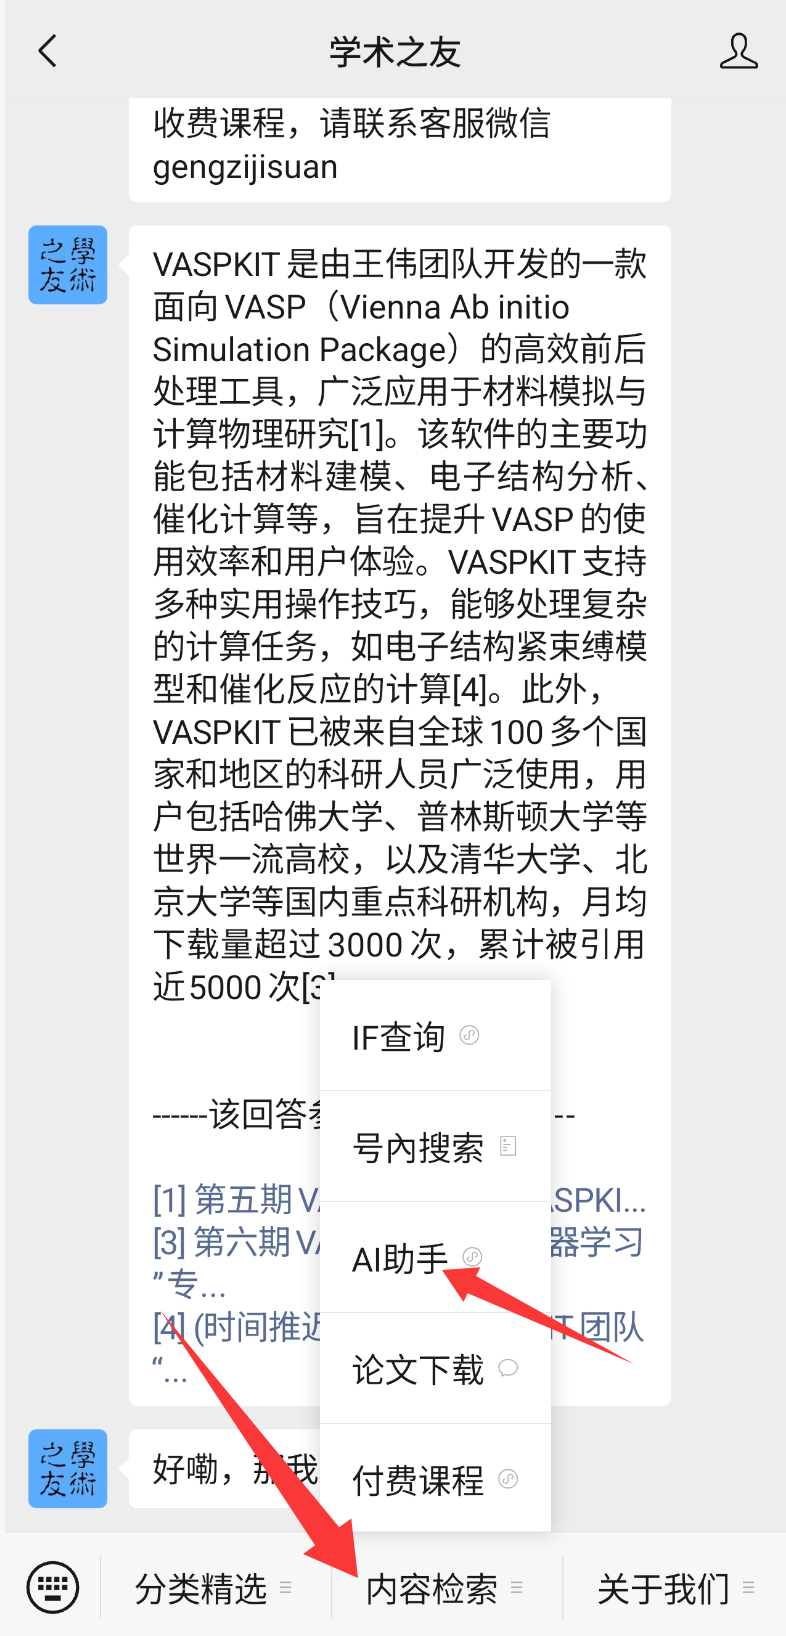 学术之友
收费课程，请联系客服微信
gengzijisuan
之學
友術
VASPKIT 是由王伟团队开发的一款
面向 VASP（Vienna Ab initio
Simulation Package）的高效前后
处理工具，广泛应用于材料模拟与
计算物理研究[1]。该软件的主要功
能包括材料建模、电子结构分析、
催化计算等，旨在提升 VASP 的使
用效率和用户体验。VASPKIT 支持
多种实用操作技巧，能够处理复杂
的计算任务，如电子结构紧束缚模
型和催化反应的计算[4]。此外，
VASPKIT 已被来自全球 100 多个国
家和地区的科研人员广泛使用，用
户包括哈佛大学、普林斯顿大学等
世界一流高校，以及清华大学、北
京大学等国内重点科研机构，月均
下载量超过 3000 次，累计被引用
近 5000 次[3]
------该回答 --
[1] 第五期 V ASPKI...
[3] 第六期 VA 器学习
”专...
[4] (时间推迟 IT 团队
“...
之學
友術
好嘞，那我
IF查询
号内搜索
AI助手
论文下载
付费课程
分类精选
内容检索
关于我们